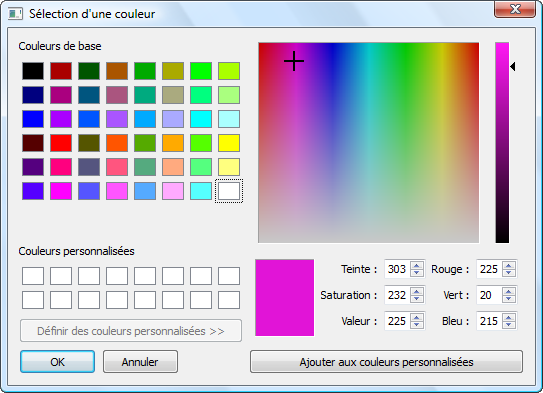 Sélection d'une couleur
Couleurs de base
Couleurs personnalisées
Définir des couleurs personnalisées >>
OK
Annuler
Teinte : 303
Rouge : 225
Saturation : 232
Vert : 20
Valeur : 225
Bleu : 215
Ajouter aux couleurs personnalisées